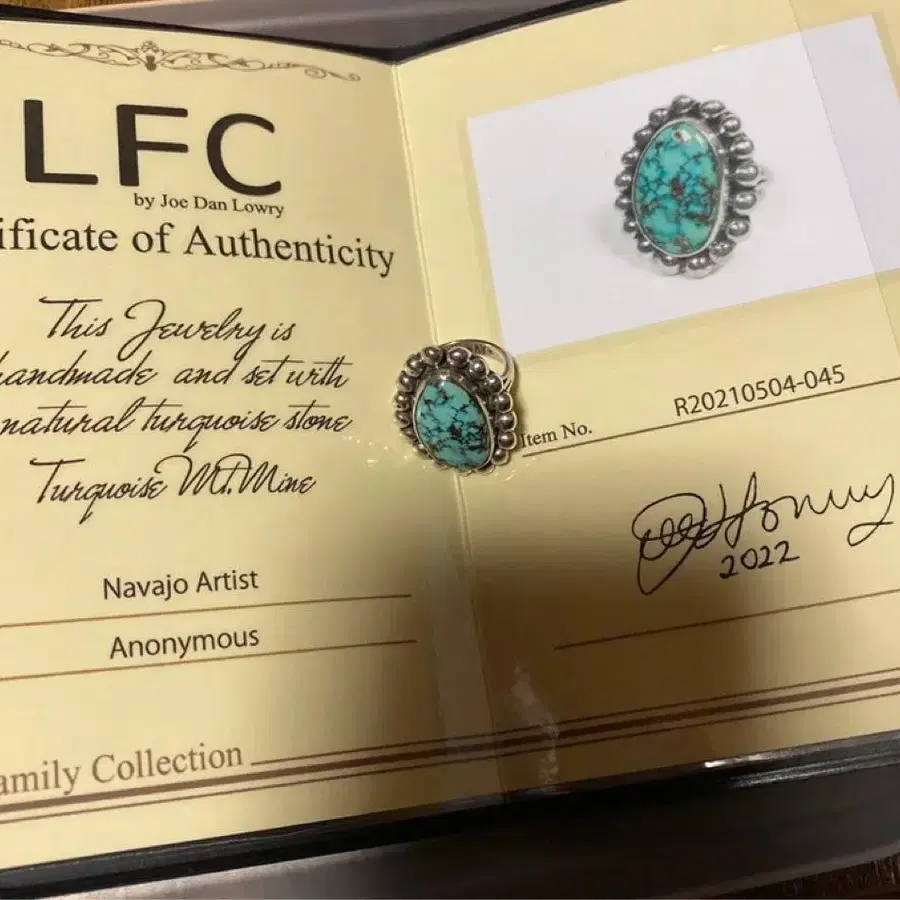 LFC
by Joe Dan Lowry
ificate of Authenticity
This Jewelry is
handmade and set with
natural turquoise stone
Turquoise Mt. Mine
Navajo Artist
Anonymous
amily Collection
R20210504-045
Item No.
2022